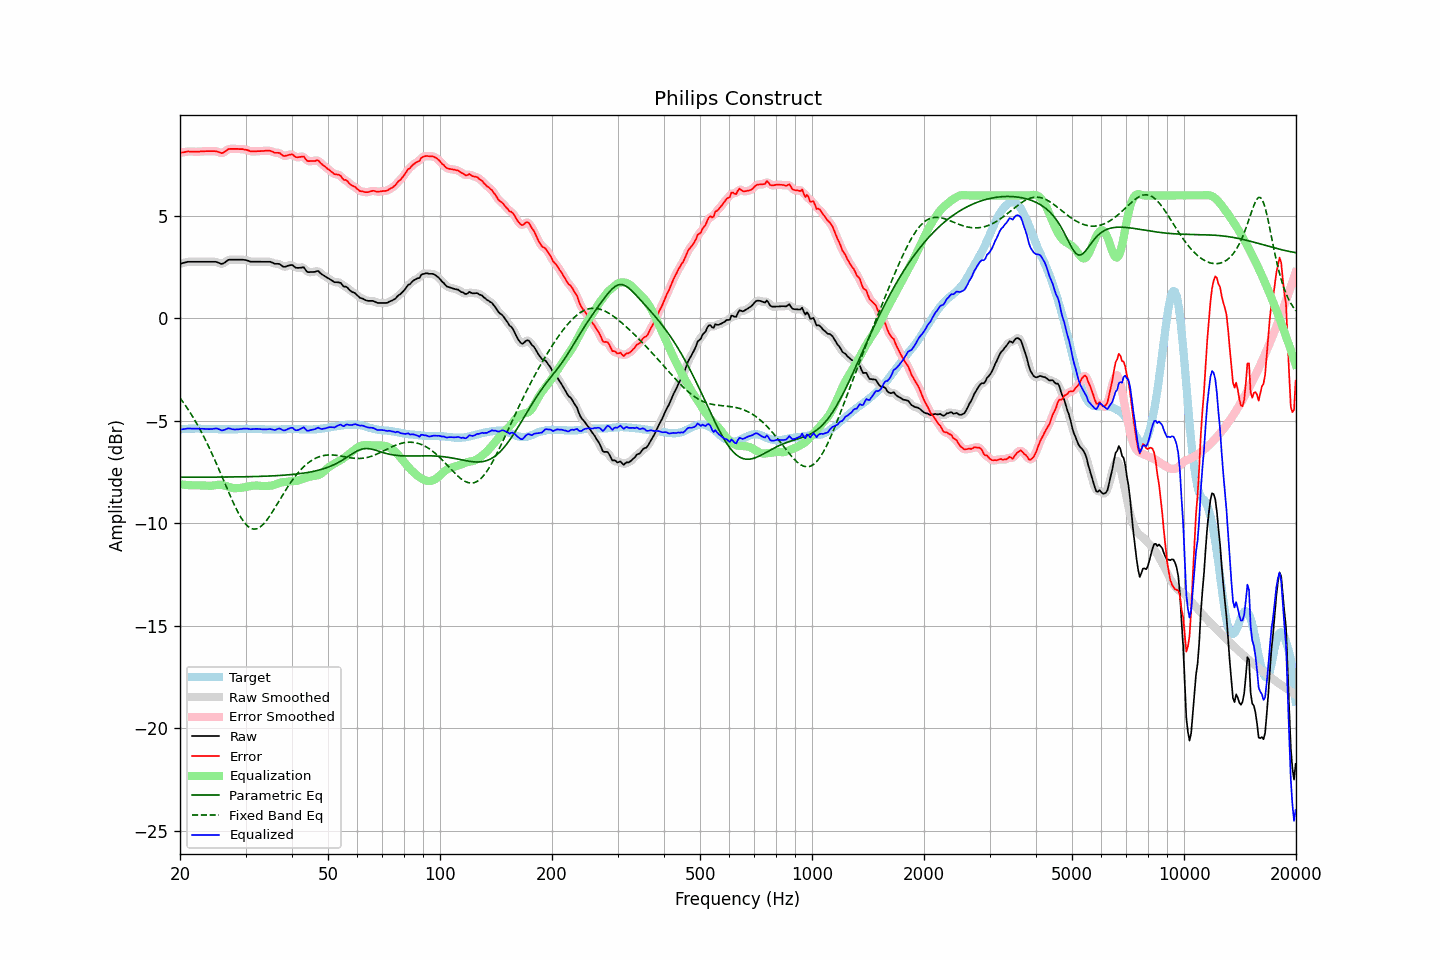 Philips Construct
Amplitude (dBr)
5
0
−5
−10
−15
−20
−25
Target
Raw Smoothed
Error Smoothed
Raw
Error
Equalization
Parametric Eq
Fixed Band Eq
Equalized
20 50 100 200 500 1000 2000 5000 10000 20000
Frequency (Hz)